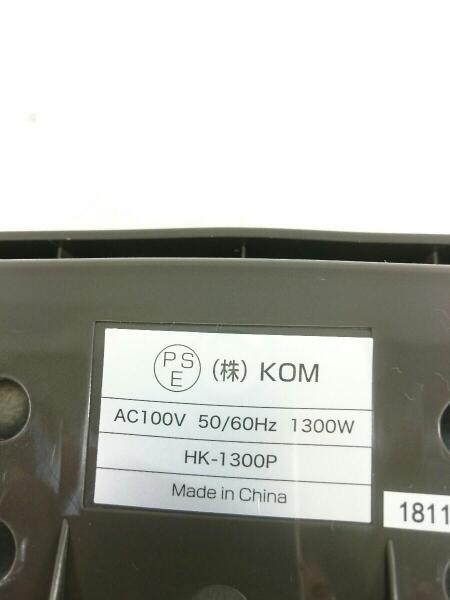 PSE (株) KOM
AC100V 50/60Hz 1300W
HK-1300P
Made in China
1811